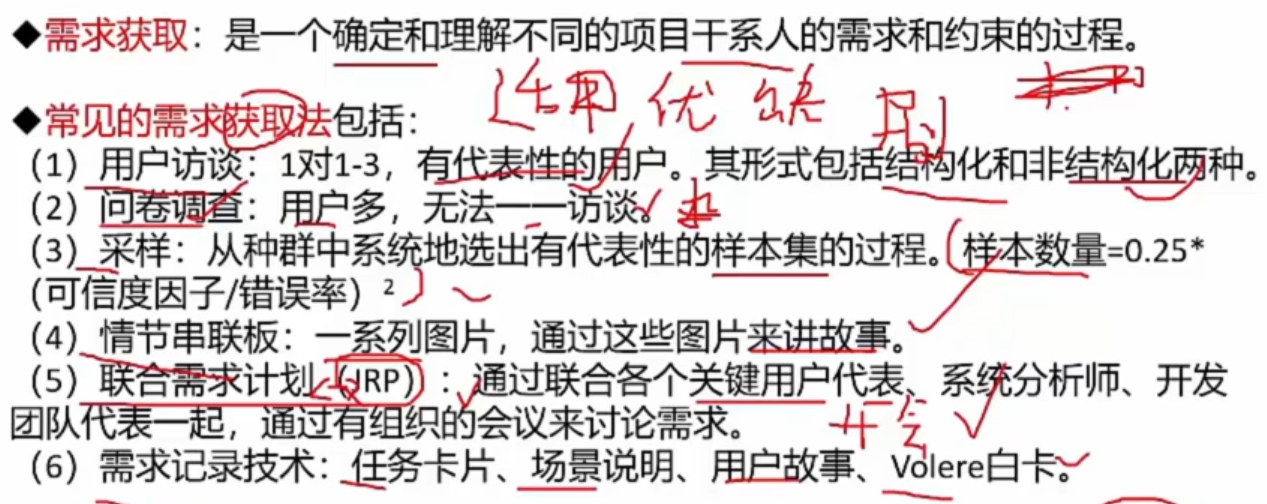 ◆需求获取：是一个确定和理解不同的项目干系人的需求和约束的过程。
适用 优 缺 别
◆常见的需求获取法包括：
（1）用户访谈：1对1-3，有代表性的用户。其形式包括结构化和非结构化两种。
（2）问卷调查：用户多，无法一一访谈。
（3）采样：从种群中系统地选出有代表性的样本集的过程。样本数量=0.25*
（可信度因子/错误率）²
（4）情节串联板：一系列图片，通过这些图片来讲故事。
（5）联合需求计划（JRP）：通过联合各个关键用户代表、系统分析师、开发
团队代表一起，通过有组织的会议来讨论需求。
开会
（6）需求记录技术：任务卡片、场景说明、用户故事、Volere白卡。